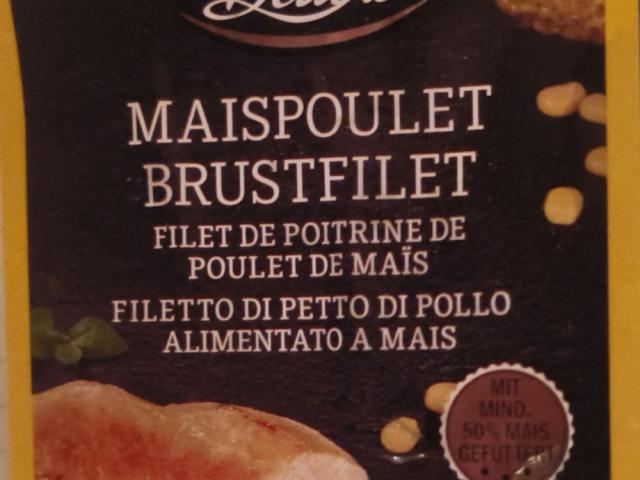 MAISPOULET
BRUSTFILET
FILET DE POITRINE DE
POULET DE MAÏS
FILETTO DI PETTO DI POLLO
ALIMENTATO A MAIS
MIT
MIND.
50% MAIS
GEFÜTTERT